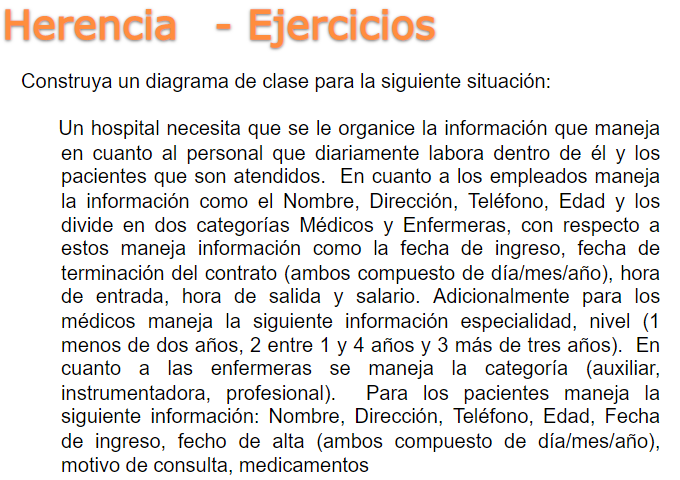 Herencia - Ejercicios
Construya un diagrama de clase para la siguiente situación:
Un hospital necesita que se le organice la información que maneja
en cuanto al personal que diariamente labora dentro de él y los
pacientes que son atendidos. En cuanto a los empleados maneja
la información como el Nombre, Dirección, Teléfono, Edad y los
divide en dos categorías Médicos y Enfermeras, con respecto a
estos maneja información como la fecha de ingreso, fecha de
terminación del contrato (ambos compuesto de día/mes/año), hora
de entrada, hora de salida y salario. Adicionalmente para los
médicos maneja la siguiente información especialidad, nivel (1
menos de dos años, 2 entre 1 y 4 años y 3 más de tres años). En
cuanto a las enfermeras se maneja la categoría (auxiliar,
instrumentadora, profesional). Para los pacientes maneja la
siguiente información: Nombre, Dirección, Teléfono, Edad, Fecha
de ingreso, fecho de alta (ambos compuesto de día/mes/año),
motivo de consulta, medicamentos